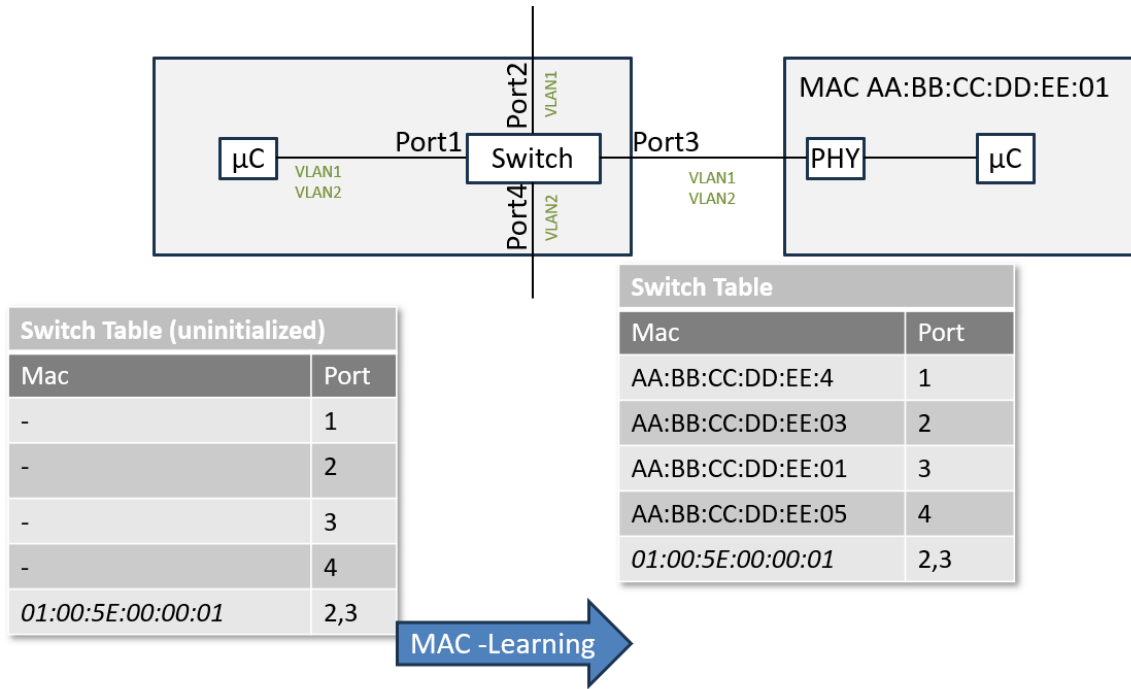 Port2
VLAN1
MAC AA:BB:CC:DD:EE:01
µC
Port1
Switch
Port3
PHY
µC
VLAN1
VLAN2
VLAN1
VLAN2
Port4
VLAN2
Switch Table (uninitialized)
Mac Port
- 1
- 2
- 3
- 4
01:00:5E:00:00:01 2,3
MAC -Learning
Switch Table
Mac Port
AA:BB:CC:DD:EE:4 1
AA:BB:CC:DD:EE:03 2
AA:BB:CC:DD:EE:01 3
AA:BB:CC:DD:EE:05 4
01:00:5E:00:00:01 2,3